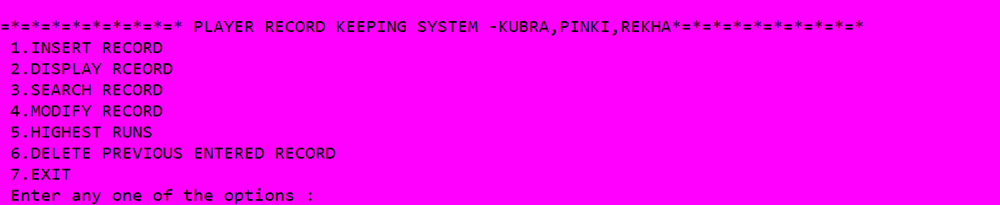 =*=*=*=*=*=*=*=*=* PLAYER RECORD KEEPING SYSTEM -KUBRA,PINKI,REKHA*=*=*=*=*=*=*=*=*=*
1.INSERT RECORD
2.DISPLAY RCEORD
3.SEARCH RECORD
4.MODIFY RECORD
5.HIGHEST RUNS
6.DELETE PREVIOUS ENTERED RECORD
7.EXIT
Enter any one of the options :